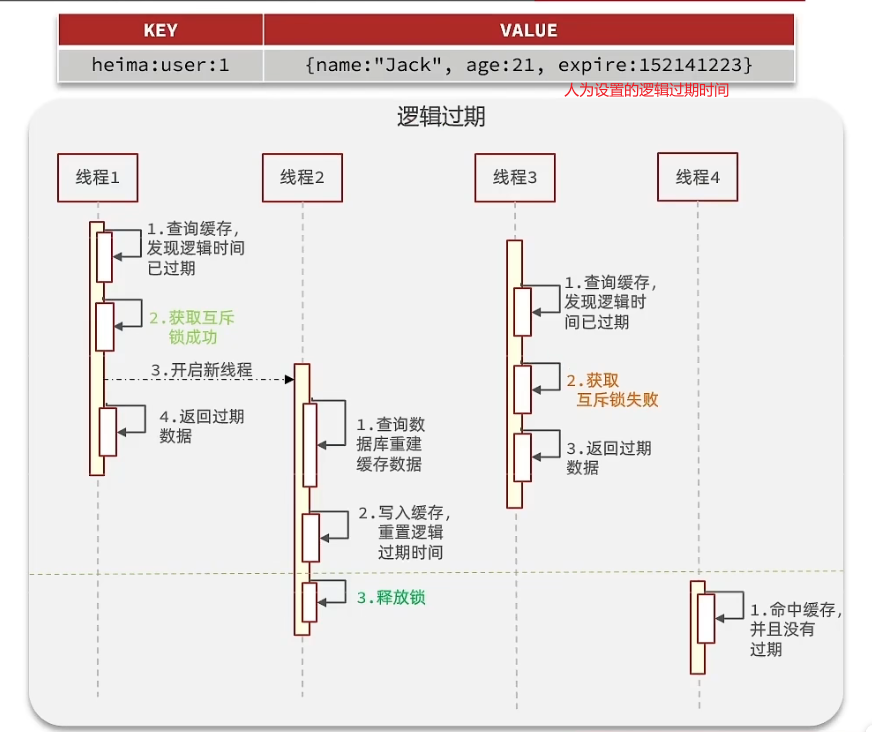 KEY
VALUE
heima:user:1
{name:"Jack", age:21, expire:152141223}
人为设置的逻辑过期时间
逻辑过期
线程1
线程2
线程3
线程4
1.查询缓存，
发现逻辑时间
已过期
2.获取互斥
锁成功
3.开启新线程
4.返回过期
数据
1.查询数
据库重建
缓存数据
2.写入缓存，
重置逻辑
过期时间
3.释放锁
1.查询缓存，
发现逻辑时
间已过期
2.获取
互斥锁失败
3.返回过期
数据
1.命中缓存，
并且没有
过期